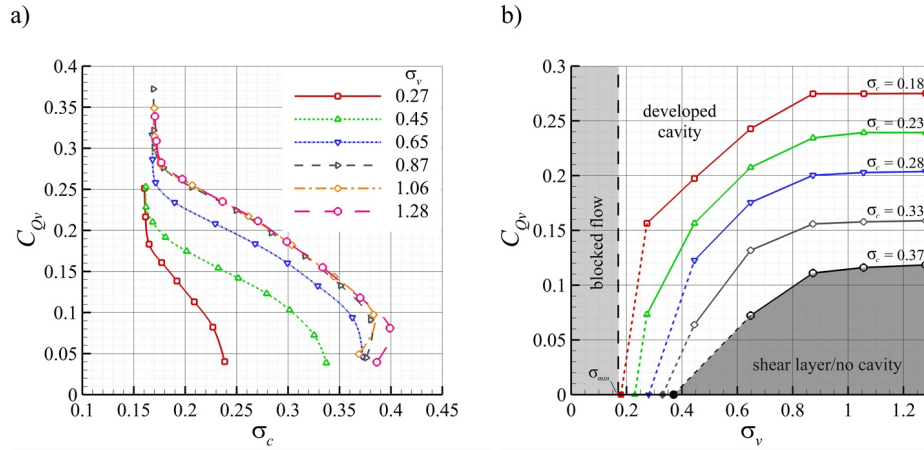 a)
0.4
0.35
0.3
0.25
0.2
0.15
0.1
0.05
0
C_Qv
0.1 0.15 0.2 0.25 0.3 0.35 0.4 0.45
σ_c
σ_v
0.27
0.45
0.65
0.87
1.06
1.28
b)
0.3
0.25
0.2
0.15
0.1
0.05
0
C_Qv
0 0.2 0.4 0.6 0.8 1 1.2
σ_v
blocked flow
developed
cavity
σ_c = 0.18
σ_c = 0.23
σ_c = 0.28
σ_c = 0.33
σ_c = 0.37
shear layer/no cavity
σ_min